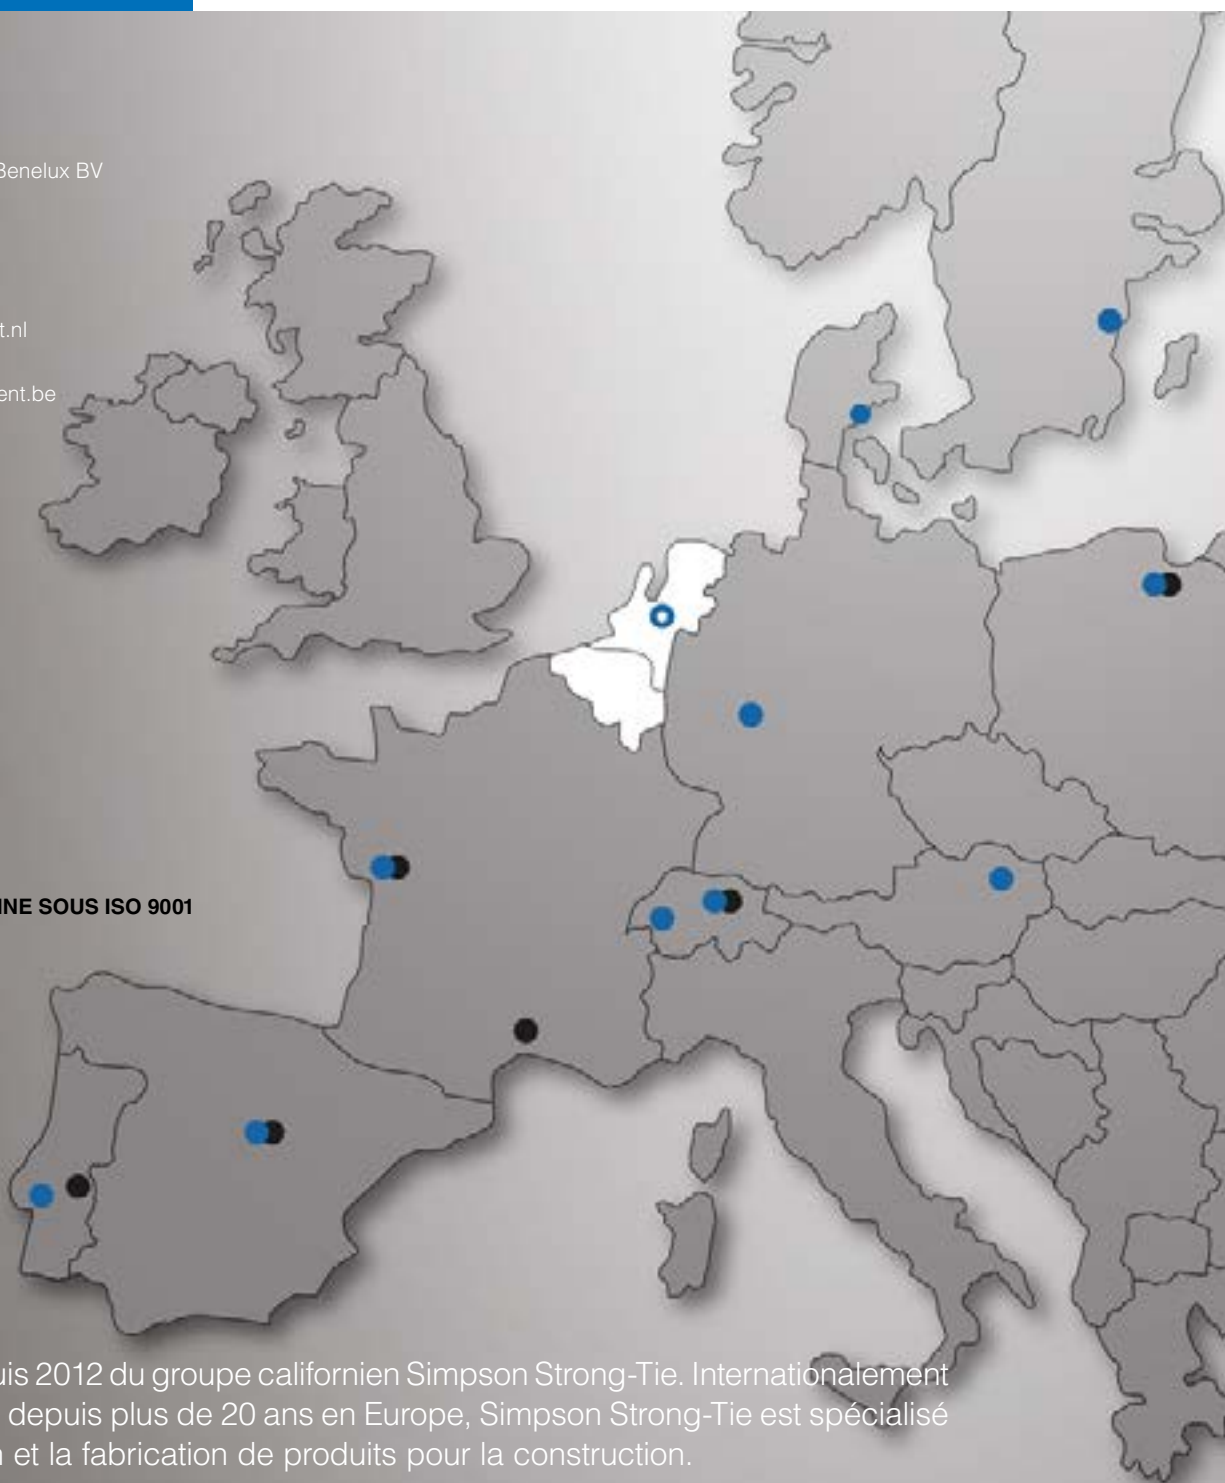 Benelux BV
t.nl
ent.be
INE SOUS ISO 9001
uis 2012 du groupe californien Simpson Strong-Tie. Internationalement
depuis plus de 20 ans en Europe, Simpson Strong-Tie est spécialisé
n et la fabrication de produits pour la construction.